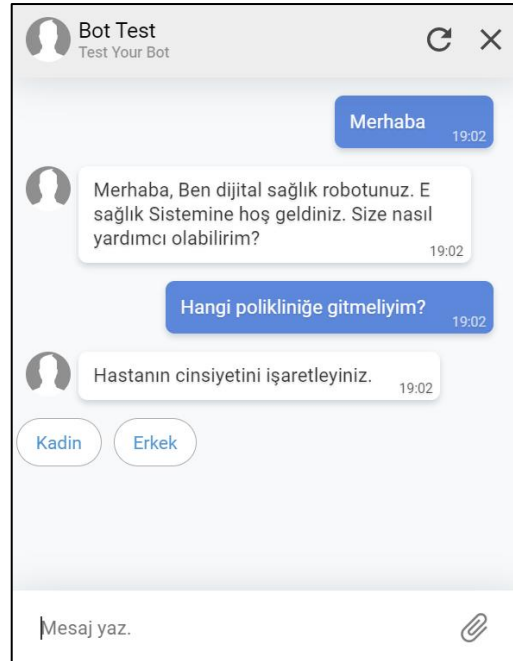 Bot Test
Test Your Bot
Merhaba
19:02
Merhaba, Ben dijital sağlık robotunuz. E
sağlık Sistemine hoş geldiniz. Size nasıl
yardımcı olabilirim?
19:02
Hangi polikliniğe gitmeliyim?
19:02
Hastanın cinsiyetini işaretleyiniz.
19:02
Kadin
Erkek
Mesaj yaz.